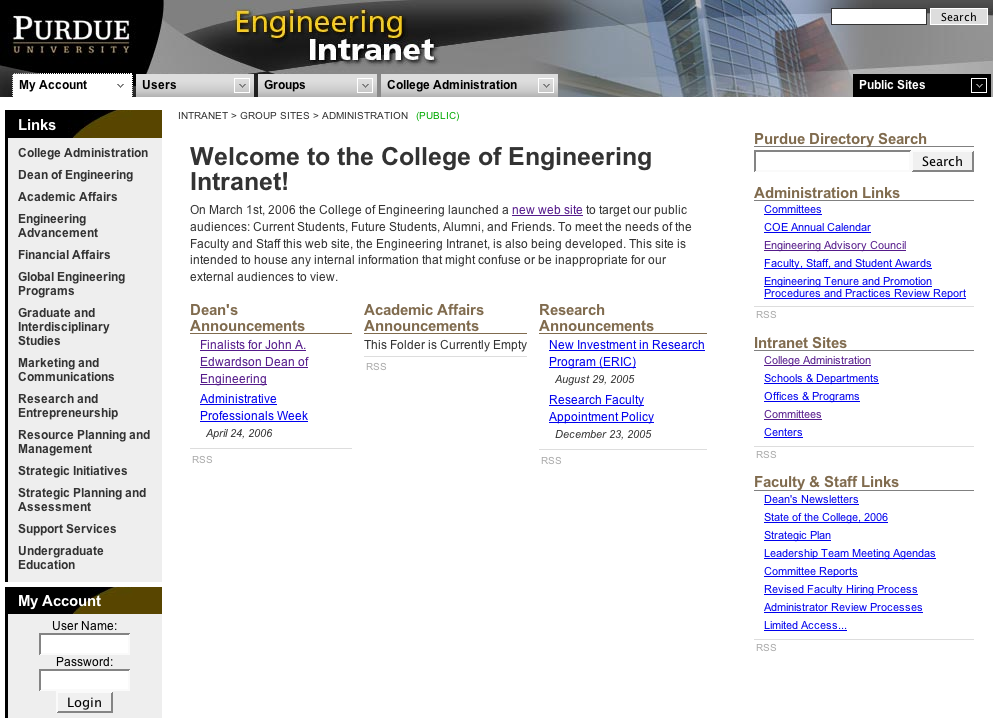 PURDUE
UNIVERSITY
Engineering
Intranet
Search
My Account
Users
Groups
College Administration
Public Sites
Links
College Administration
Dean of Engineering
Academic Affairs
Engineering
Advancement
Financial Affairs
Global Engineering
Programs
Graduate and
Interdisciplinary
Studies
Marketing and
Communications
Research and
Entrepreneurship
Resource Planning and
Management
Strategic Initiatives
Strategic Planning and
Assessment
Support Services
Undergraduate
Education
My Account
User Name:
Password:
Login
INTRANET > GROUP SITES > ADMINISTRATION (PUBLIC)
Welcome to the College of Engineering
Intranet!
On March 1st, 2006 the College of Engineering launched a new web site to target our public
audiences: Current Students, Future Students, Alumni, and Friends. To meet the needs of the
Faculty and Staff this web site, the Engineering Intranet, is also being developed. This site is
intended to house any internal information that might confuse or be inappropriate for our
external audiences to view.
Dean's
Announcements
Finalists for John A.
Edwardson Dean of
Engineering
Administrative
Professionals Week
April 24, 2006
RSS
Academic Affairs
Announcements
This Folder is Currently Empty
RSS
Research
Announcements
New Investment in Research
Program (ERIC)
August 29, 2005
Research Faculty
Appointment Policy
December 23, 2005
RSS
Purdue Directory Search
Search
Administration Links
Committees
COE Annual Calendar
Engineering Advisory Council
Faculty, Staff, and Student Awards
Engineering Tenure and Promotion
Procedures and Practices Review Report
RSS
Intranet Sites
College Administration
Schools & Departments
Offices & Programs
Committees
Centers
RSS
Faculty & Staff Links
Dean's Newsletters
State of the College, 2006
Strategic Plan
Leadership Team Meeting Agendas
Committee Reports
Revised Faculty Hiring Process
Administrator Review Processes
Limited Access...
RSS